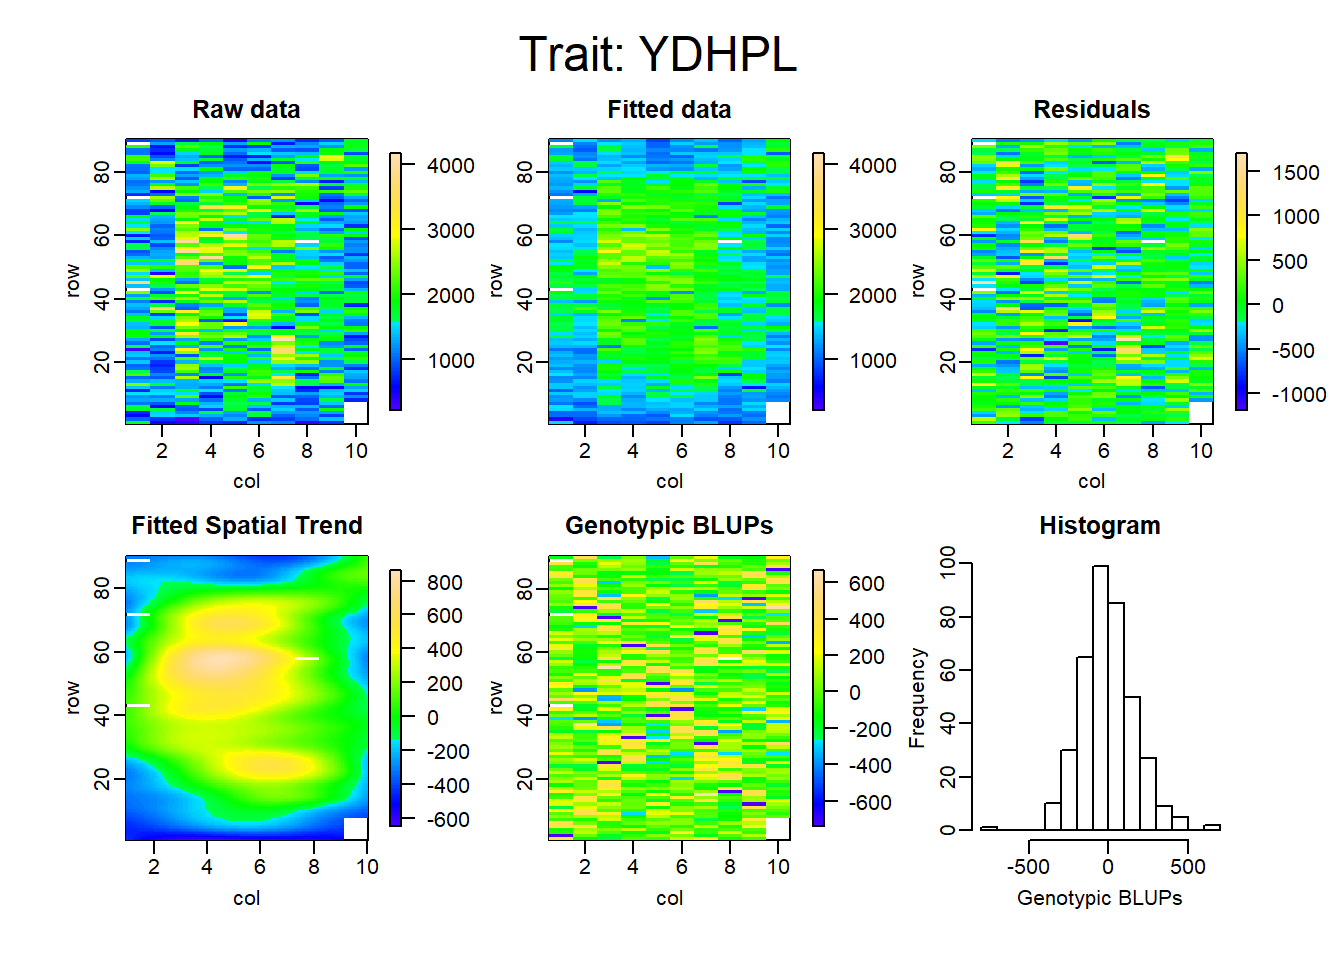 Trait: YDHPL
Raw data
Fitted data
Residuals
row
80
60
40
20
2 4 6 8 10
col
4000
3000
2000
1000
row
80
60
40
20
2 4 6 8 10
col
4000
3000
2000
1000
row
80
60
40
20
2 4 6 8 10
col
1500
1000
500
0
-500
-1000
Fitted Spatial Trend
Genotypic BLUPs
Histogram
row
80
60
40
20
2 4 6 8 10
col
800
600
400
200
0
-200
-400
-600
row
80
60
40
20
2 4 6 8 10
col
600
400
200
0
-200
-400
-600
Frequency
100
80
60
40
20
0
-500 0 500
Genotypic BLUPs